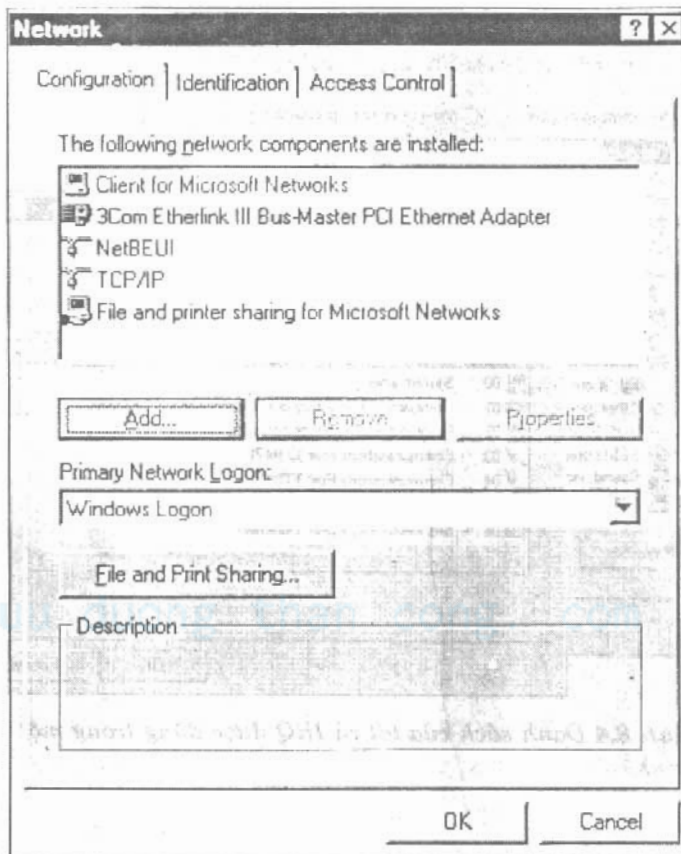 Network
Configuration Identification Access Control
The following network components are installed:
Client for Microsoft Networks
3Com Etherlink III Bus-Master PCI Ethernet Adapter
NetBEUI
TCP/IP
File and printer sharing for Microsoft Networks
Add... Remove Properties
Primary Network Logon:
Windows Logon
File and Print Sharing...
Description
OK Cancel